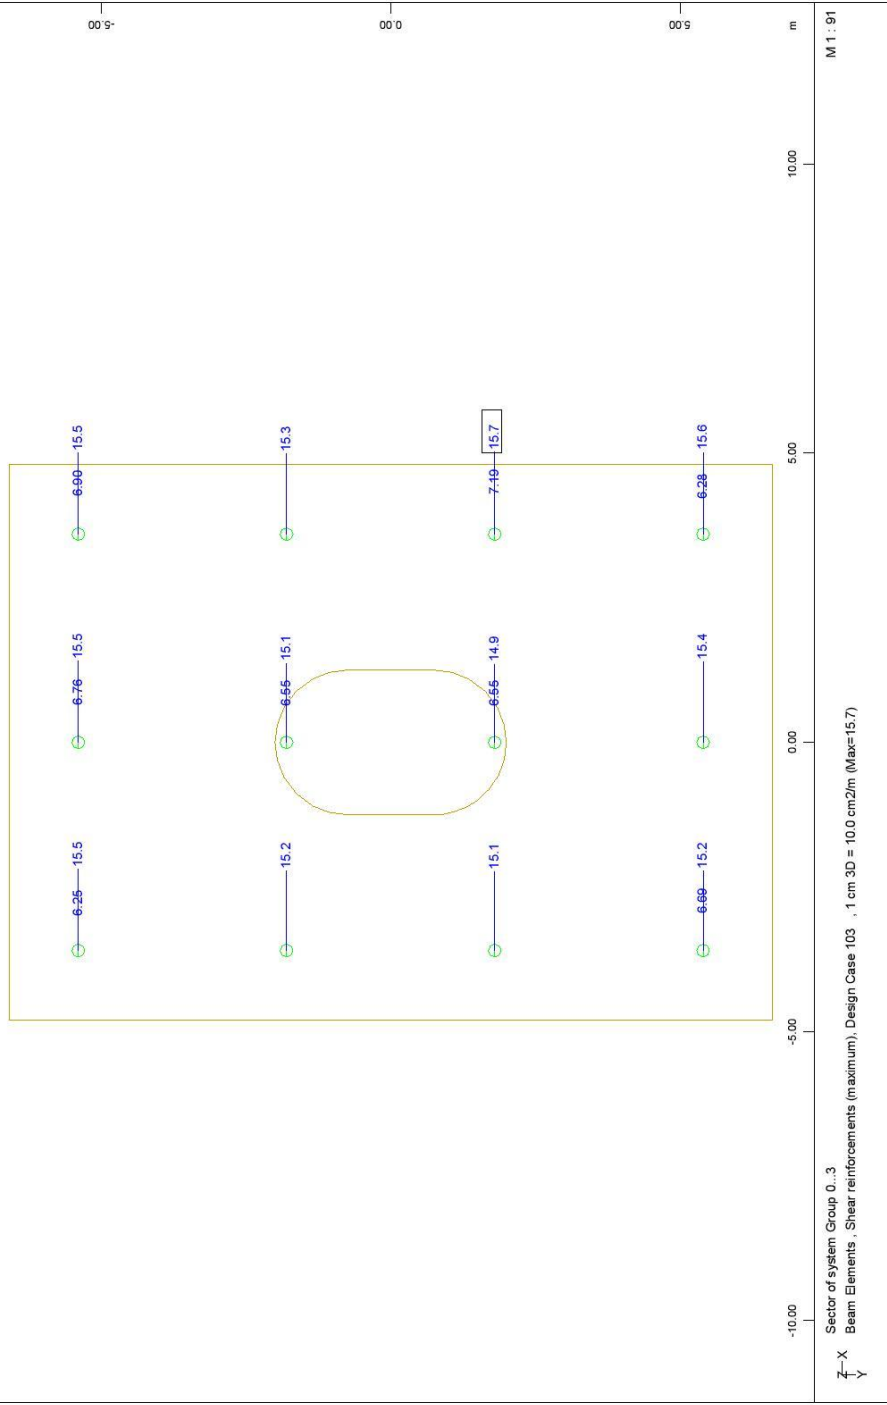 6.25 15.5 6.76 15.5 6.90 15.5 -5.00
15.2 6.55 15.1 15.3
0.00
15.1 6.55 14.9 7.19 15.7
6.69 15.2 15.4 6.28 15.6 5.00
-10.00 -5.00 0.00 5.00 10.00 m
Z X Sector of system Group 0...3 M 1 : 91
Y Beam Elements , Shear reinforcements (maximum), Design Case 103 , 1 cm 3D = 10.0 cm2/m (Max=15.7)